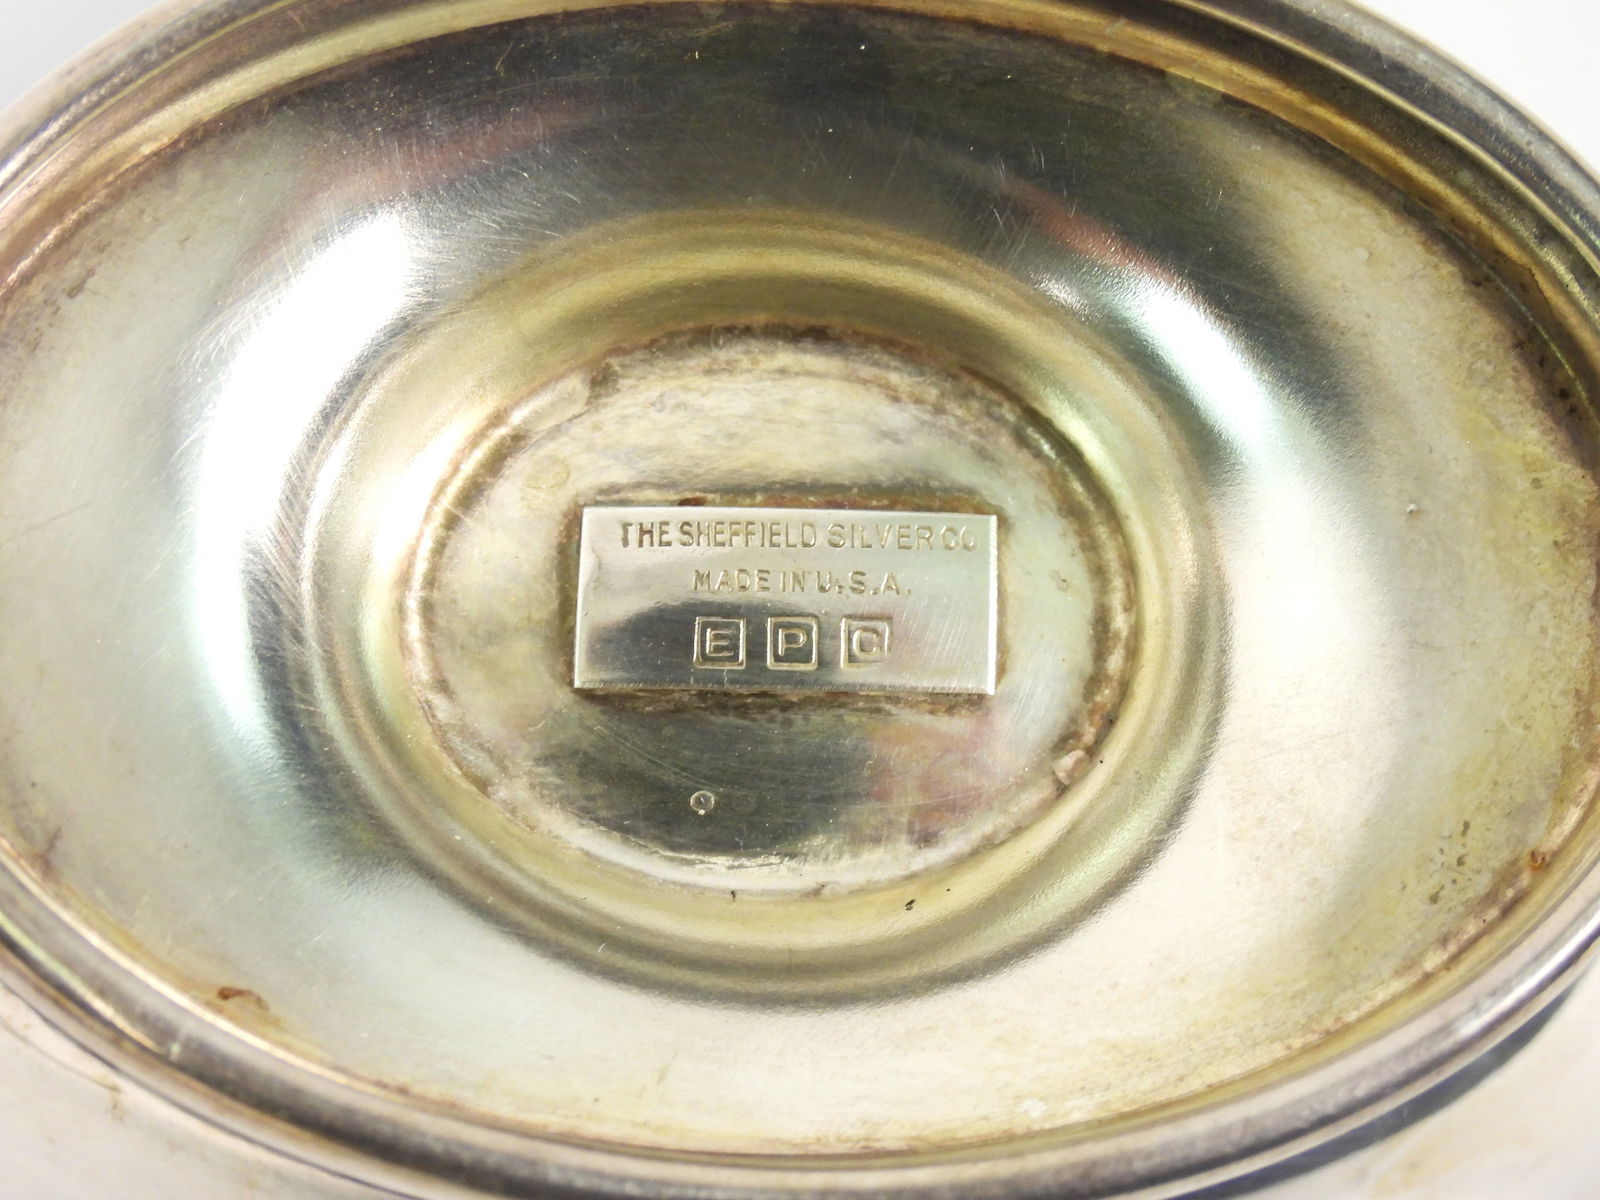 THE SHEFFIELD SILVER CO
MADE IN U.S.A.
E P C